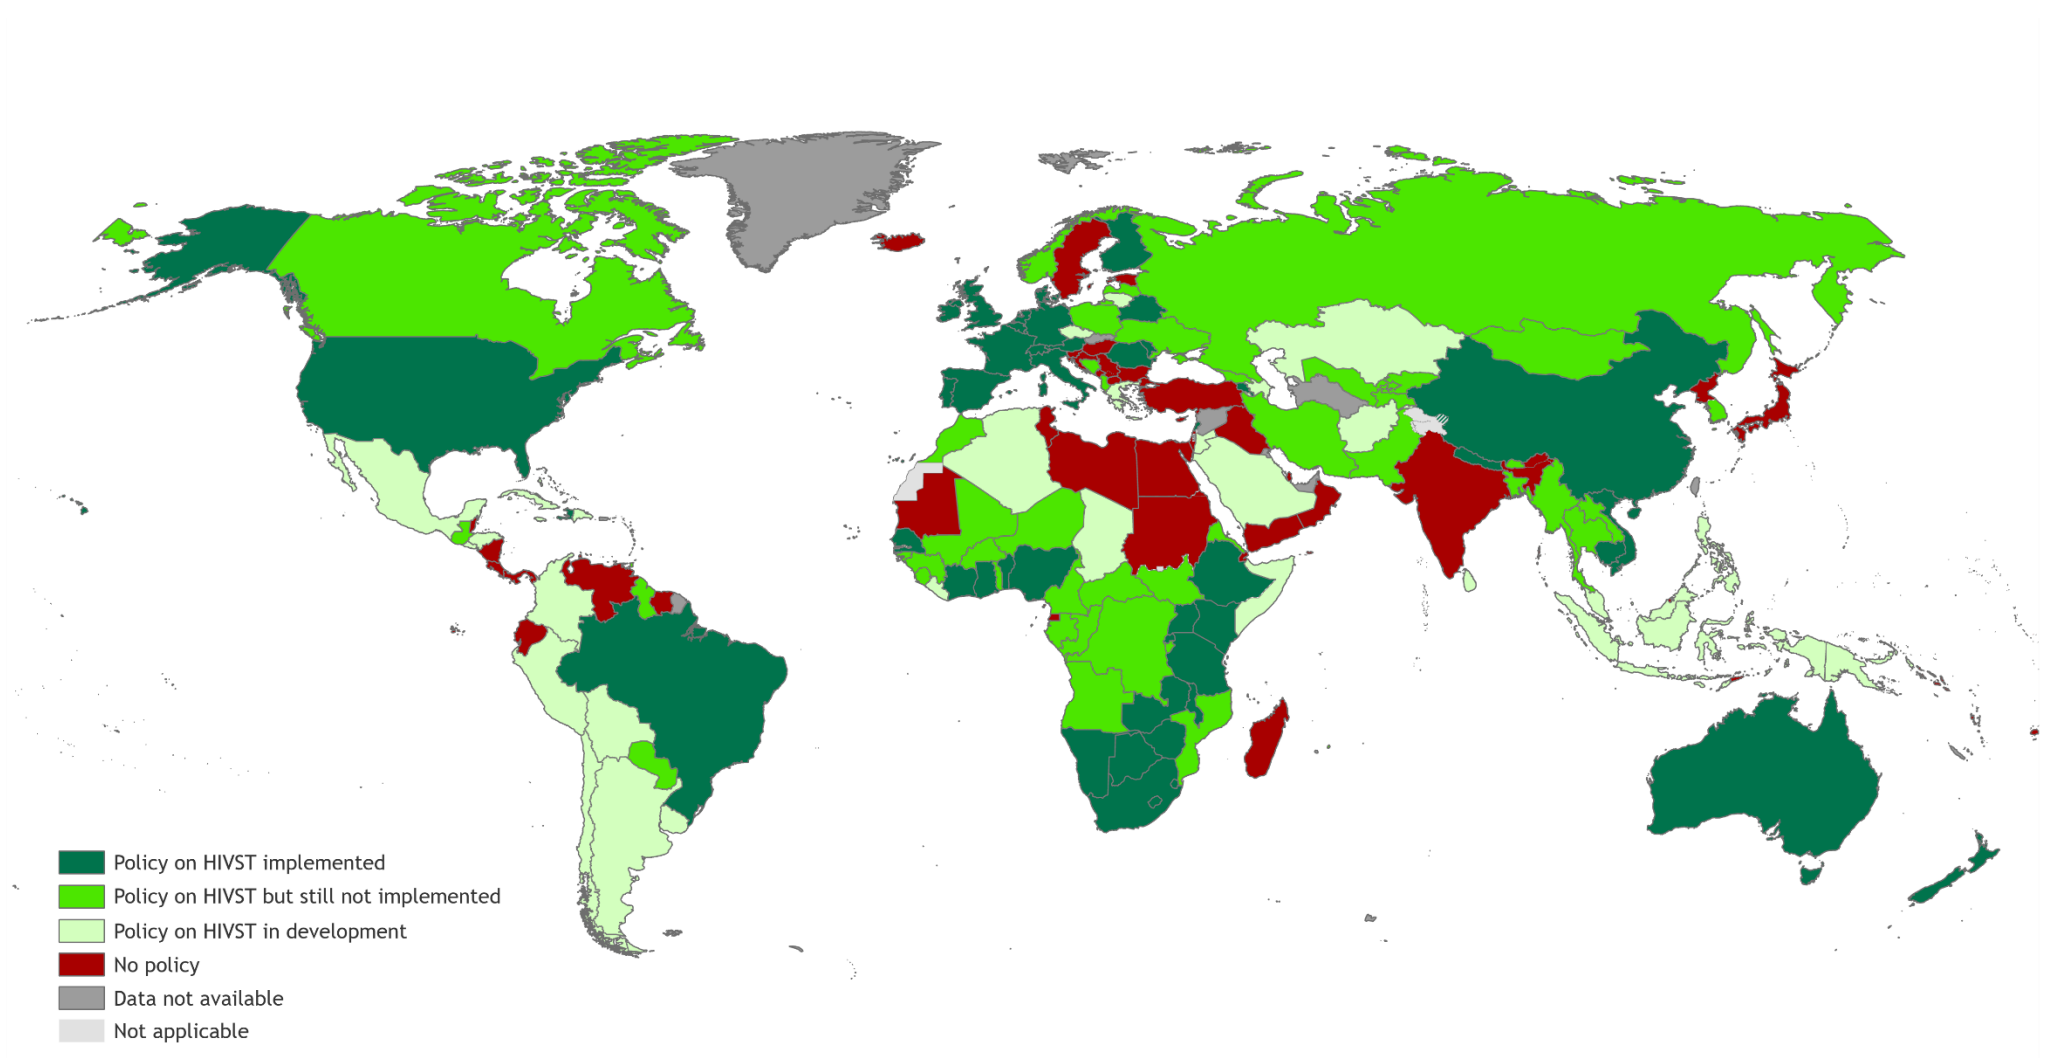 Policy on HIVST implemented
Policy on HIVST but still not implemented
Policy on HIVST in development
No policy
Data not available
Not applicable